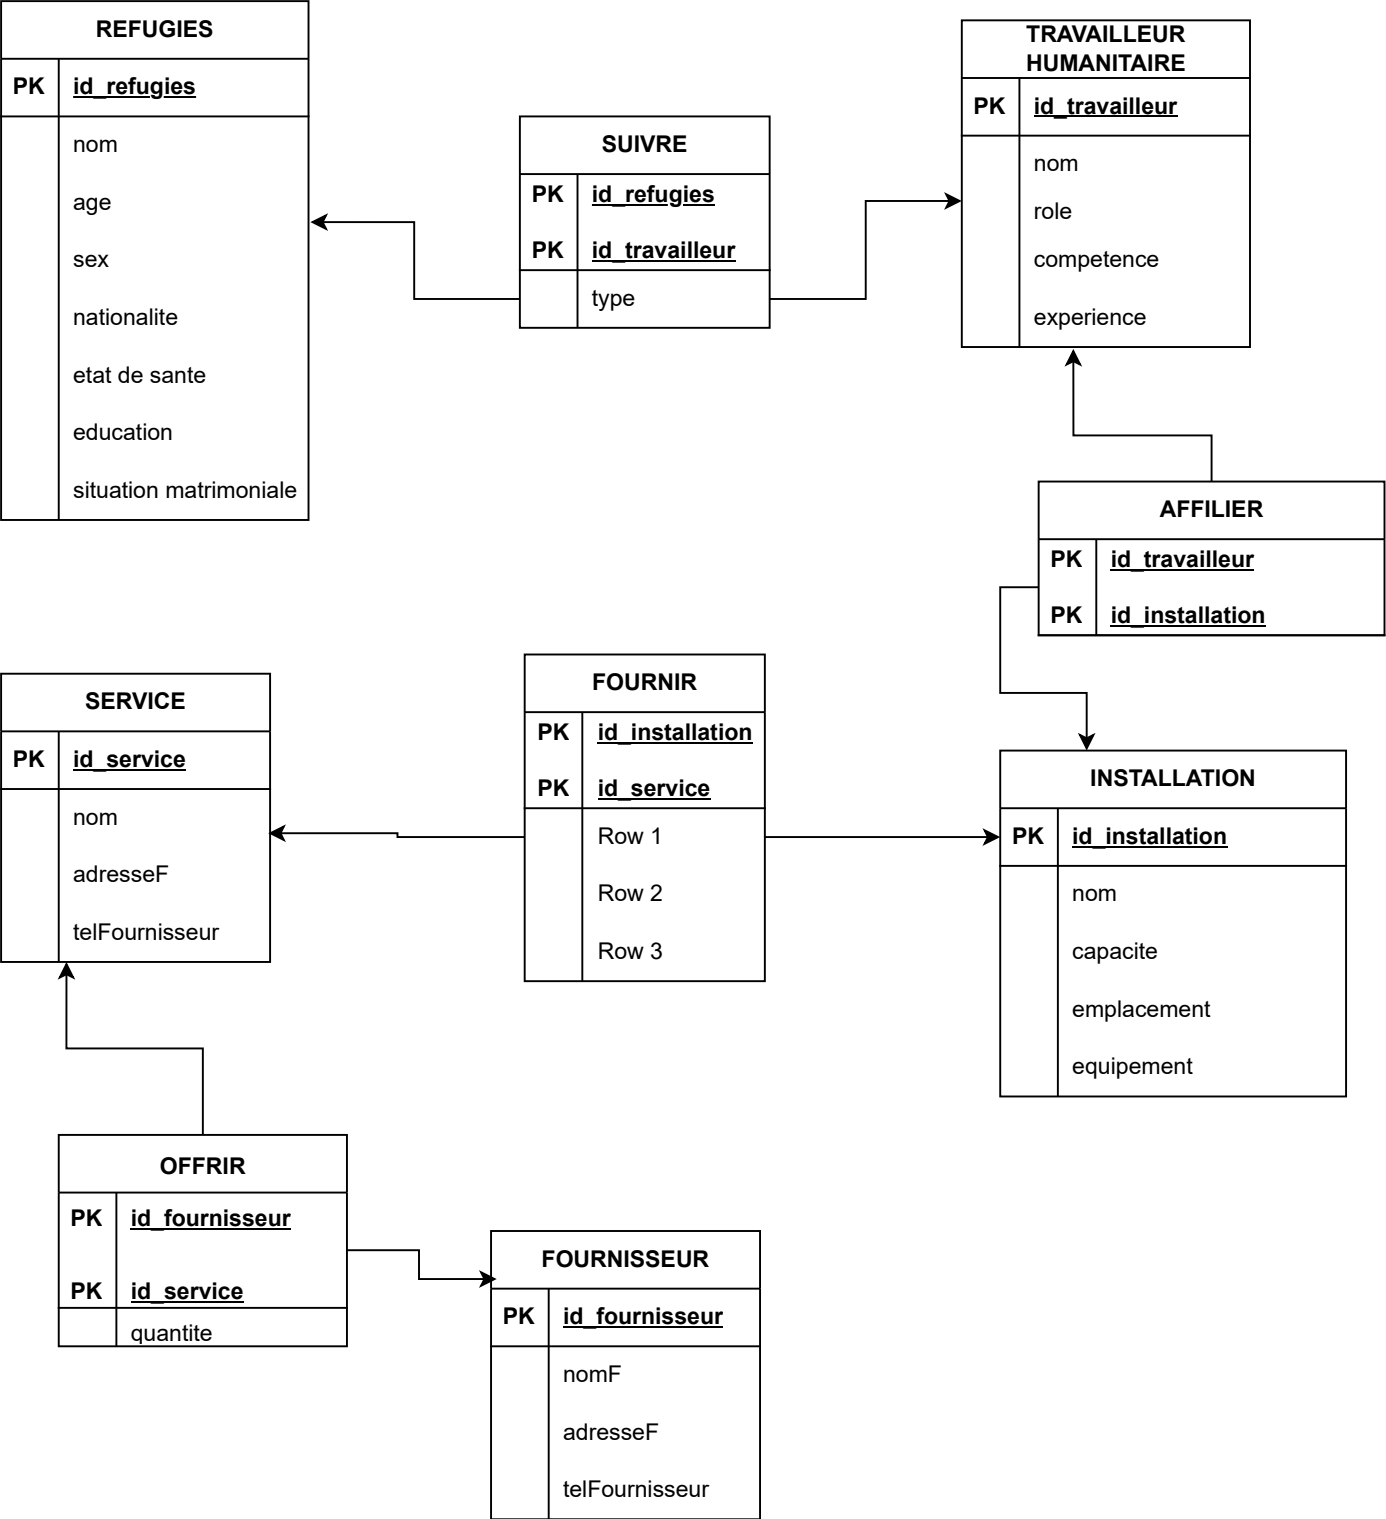 REFUGIES
PK id_refugies
nom
age
sex
nationalite
etat de sante
education
situation matrimoniale
SUIVRE
PK id_refugies
PK id_travailleur
type
TRAVAILLEUR
HUMANITAIRE
PK id_travailleur
nom
role
competence
experience
AFFILIER
PK id_travailleur
PK id_installation
SERVICE
PK id_service
nom
adresseF
telFournisseur
FOURNIR
PK id_installation
PK id_service
Row 1
Row 2
Row 3
INSTALLATION
PK id_installation
nom
capacite
emplacement
equipement
OFFRIR
PK id_fournisseur
PK id_service
quantite
FOURNISSEUR
PK id_fournisseur
nomF
adresseF
telFournisseur